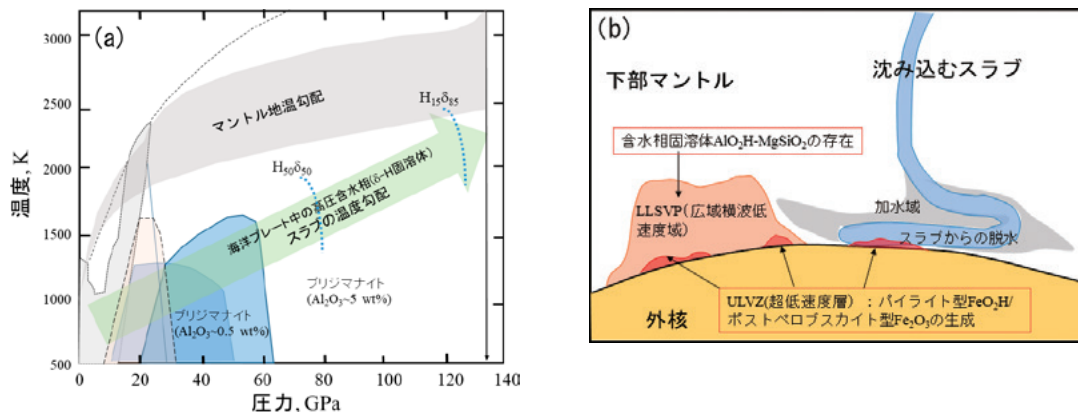 (a)
3000
2500
2000
1500
1000
500
温度, K
マントル地温勾配
H₁₅δ₈₅
H₅₀δ₅₀
海洋プレート中の高圧含水相(δ-H固溶体)
スラブの温度勾配
ブリジマナイト
(Al₂O₃~5 wt%)
ブリジマナイト
(Al₂O₃~0.5 wt%)
0
20
40
60
80
100
120
140
圧力, GPa
(b)
下部マントル
沈み込むスラブ
含水相固溶体AlO₂H-MgSiO₂の存在
LLSVP(広域横波低
速度域)
加水域
スラブからの脱水
ULVZ(超低速度層)：パイライト型FeO₂H/
ポストペロブスカイト型Fe₂O₃の生成
外核